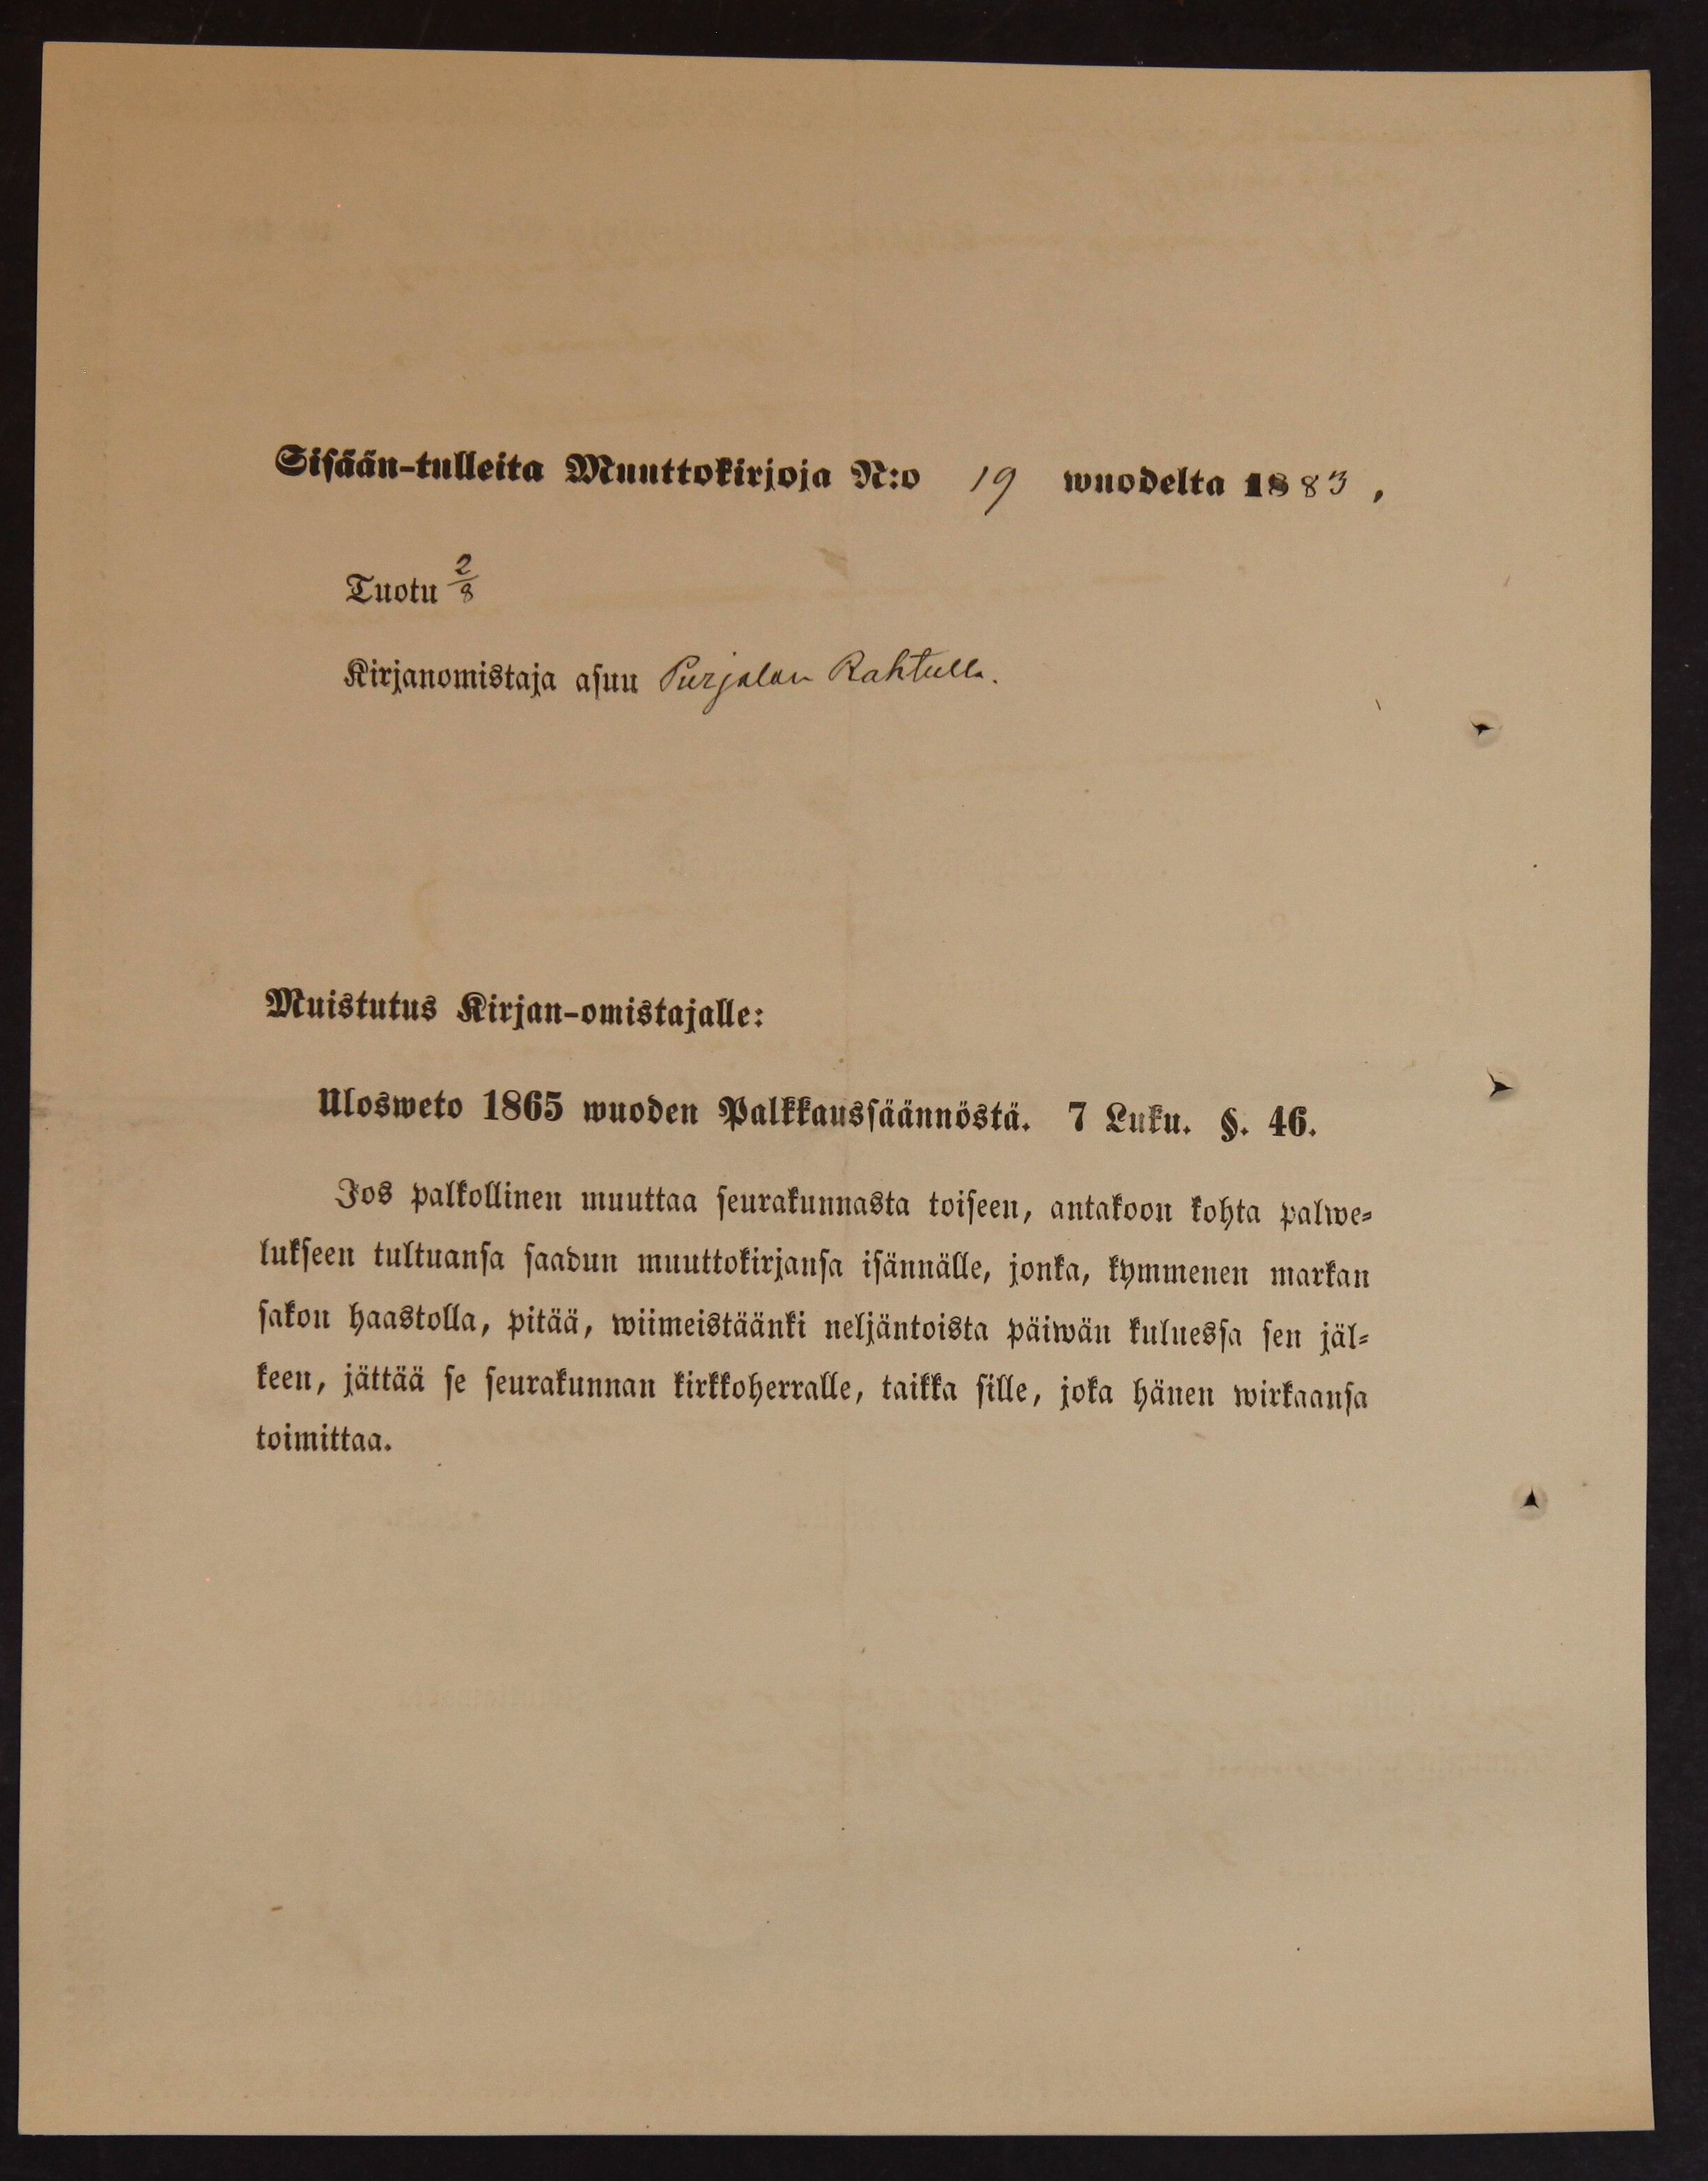 Sisään-tulleita Muuttokirjoja N:o 19 wuodelta 1883,
Tuotu 2/8
Kirjanomistaja asuu Purjalan Rahtulla.
Muistutus Kirjan-omistajalle:
Ulosweto 1865 wuoden Palkkaussäännöstä. 7 Luku. §. 46.
Jos palkollinen muuttaa seurakunnasta toiseen, antakoon kohta palwe-
lukseen tultuansa saadun muuttokirjansa isännälle, jonka, kymmenen markan
sakon haastolla, pitää, wiimeistäänki neljäntoista päiwän kuluessa sen jäl-
keen, jättää se seurakunnan kirkkoherralle, taikka sille, joka hänen wirkaansa
toimittaa.